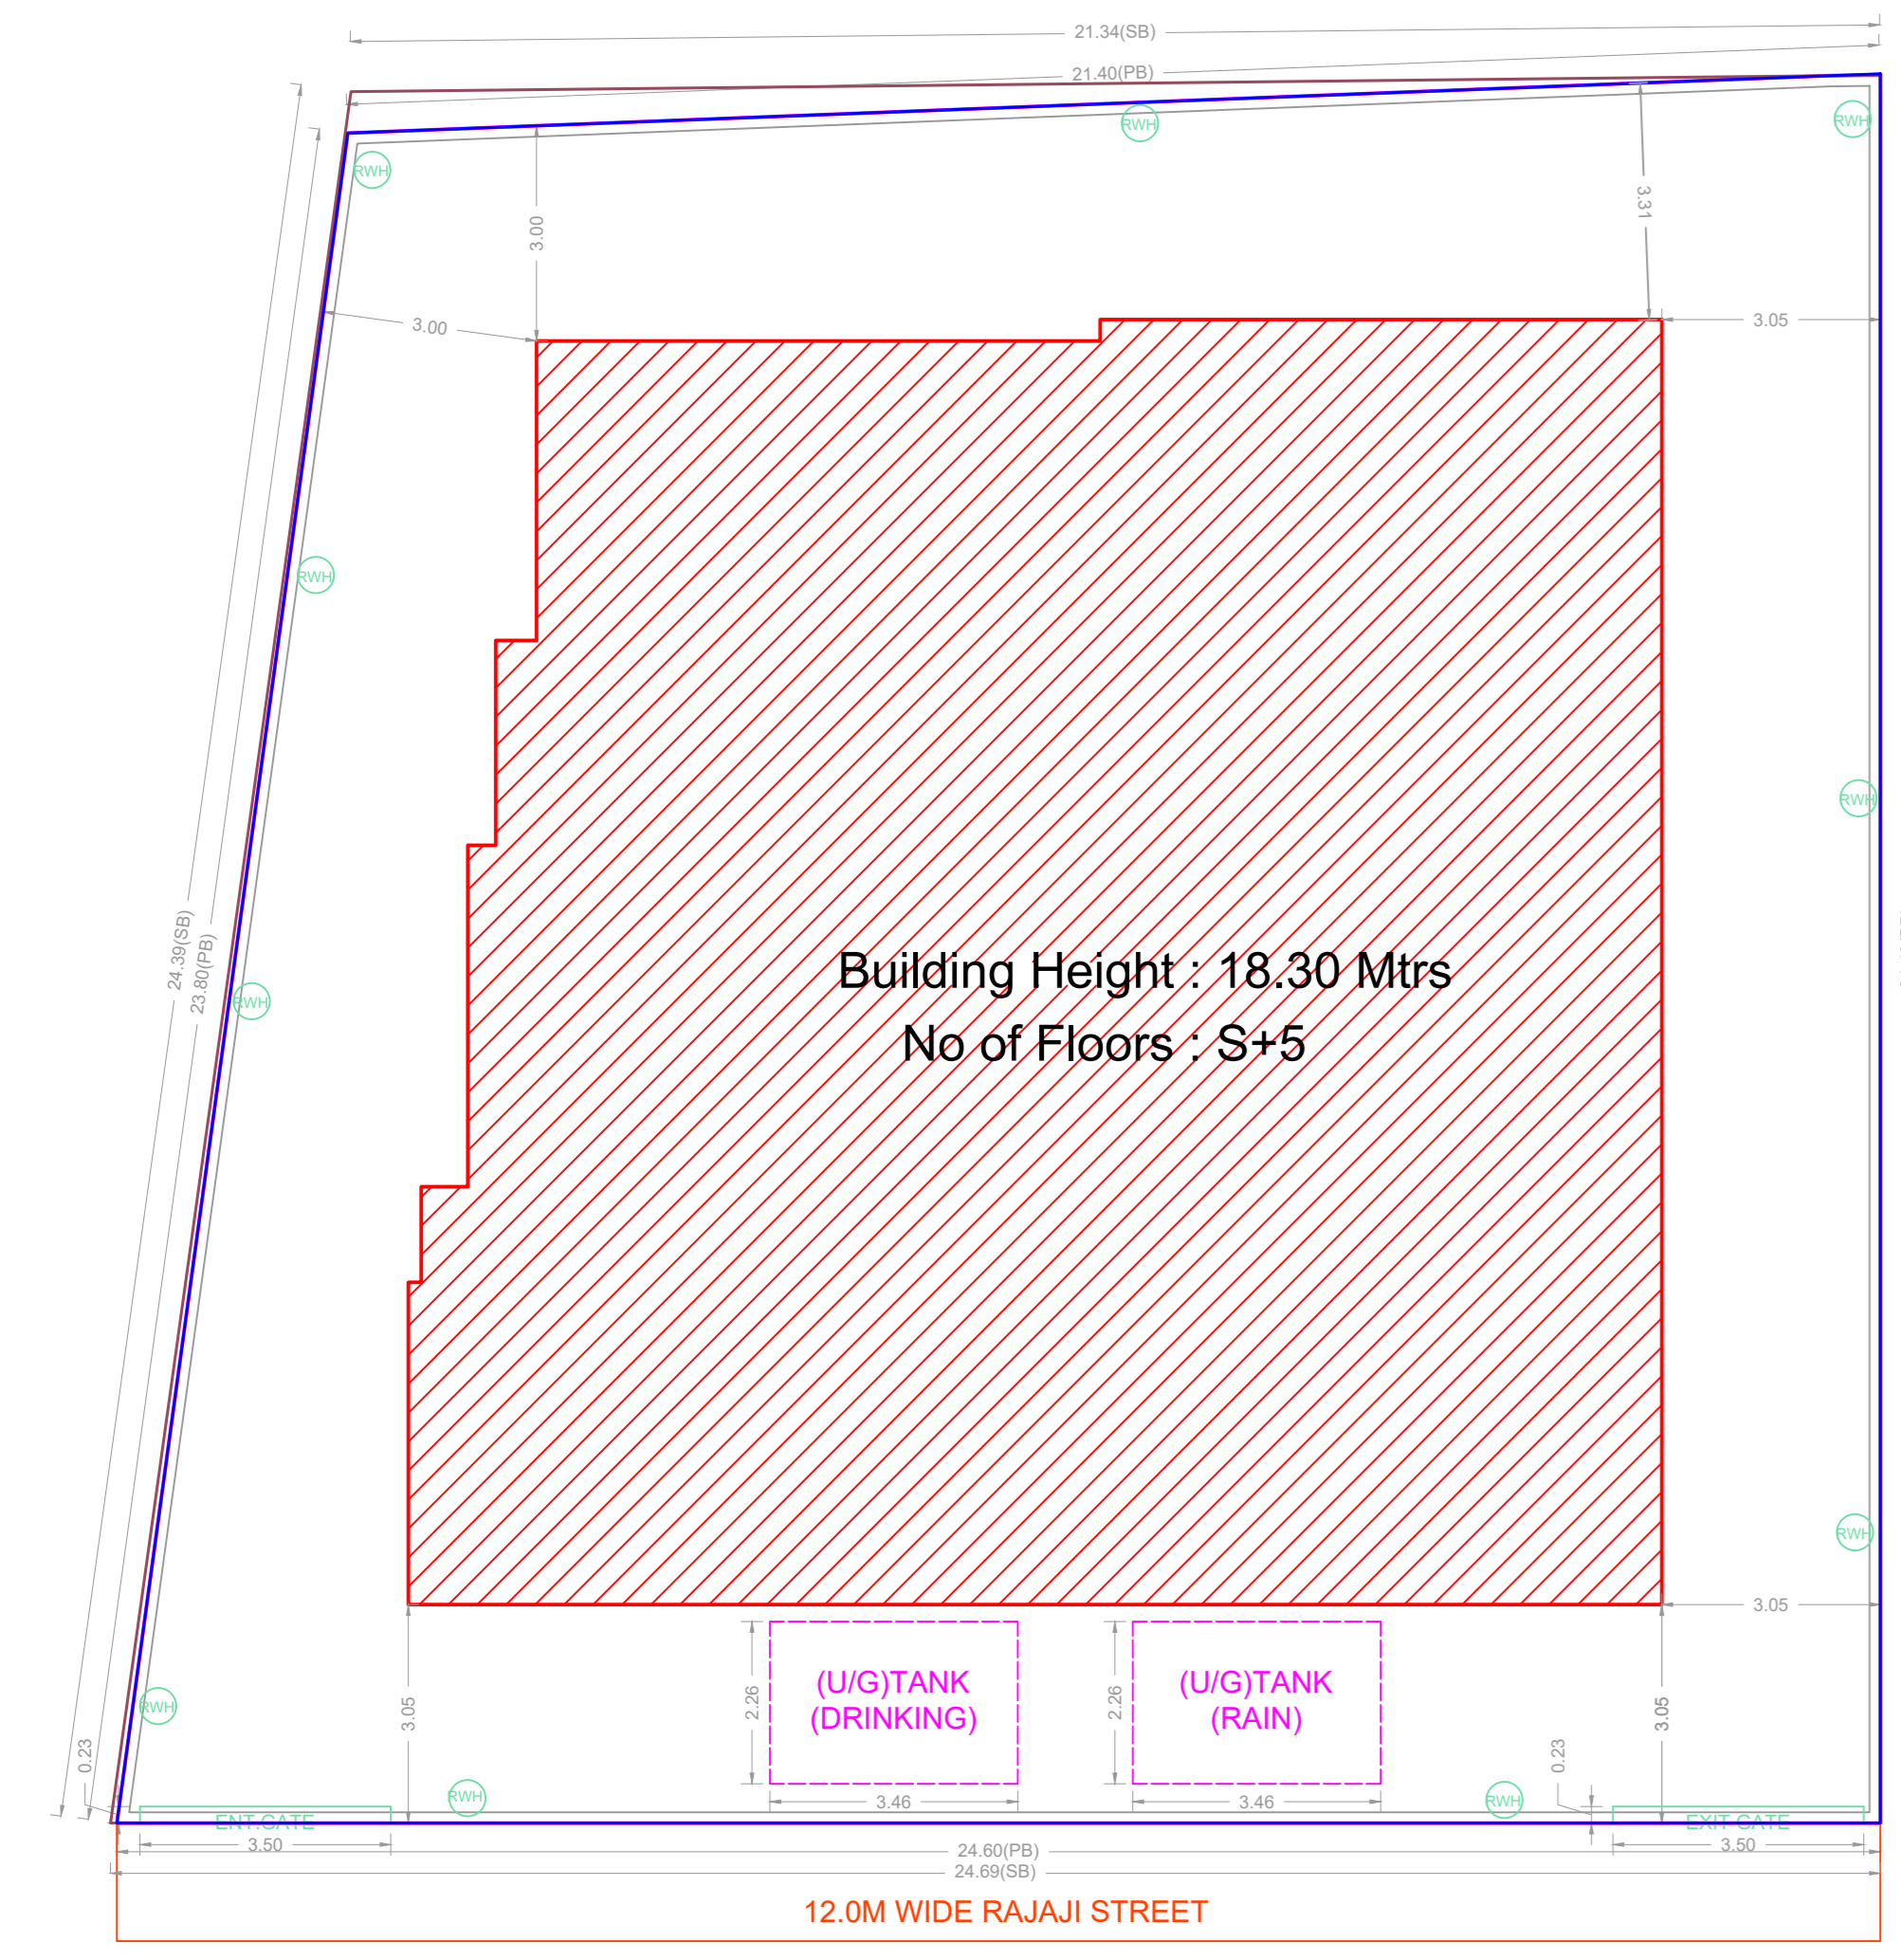 21.34(SB)
21.40(PB)
RWH
RWH
RWH
3.00
3.31
3.00
3.05
RWH
RWH
24.39(SB)
23.80(PB)
RWH
Building Height : 18.30 Mtrs
No of Floors : S+5
RWH
3.05
(U/G)TANK
(DRINKING)
(U/G)TANK
(RAIN)
2.26
2.26
3.05
3.05
RWH
0.23
0.23
RWH
RWH
3.46
3.46
ENT.GATE
EXIT GATE
3.50
3.50
24.60(PB)
24.69(SB)
12.0M WIDE RAJAJI STREET